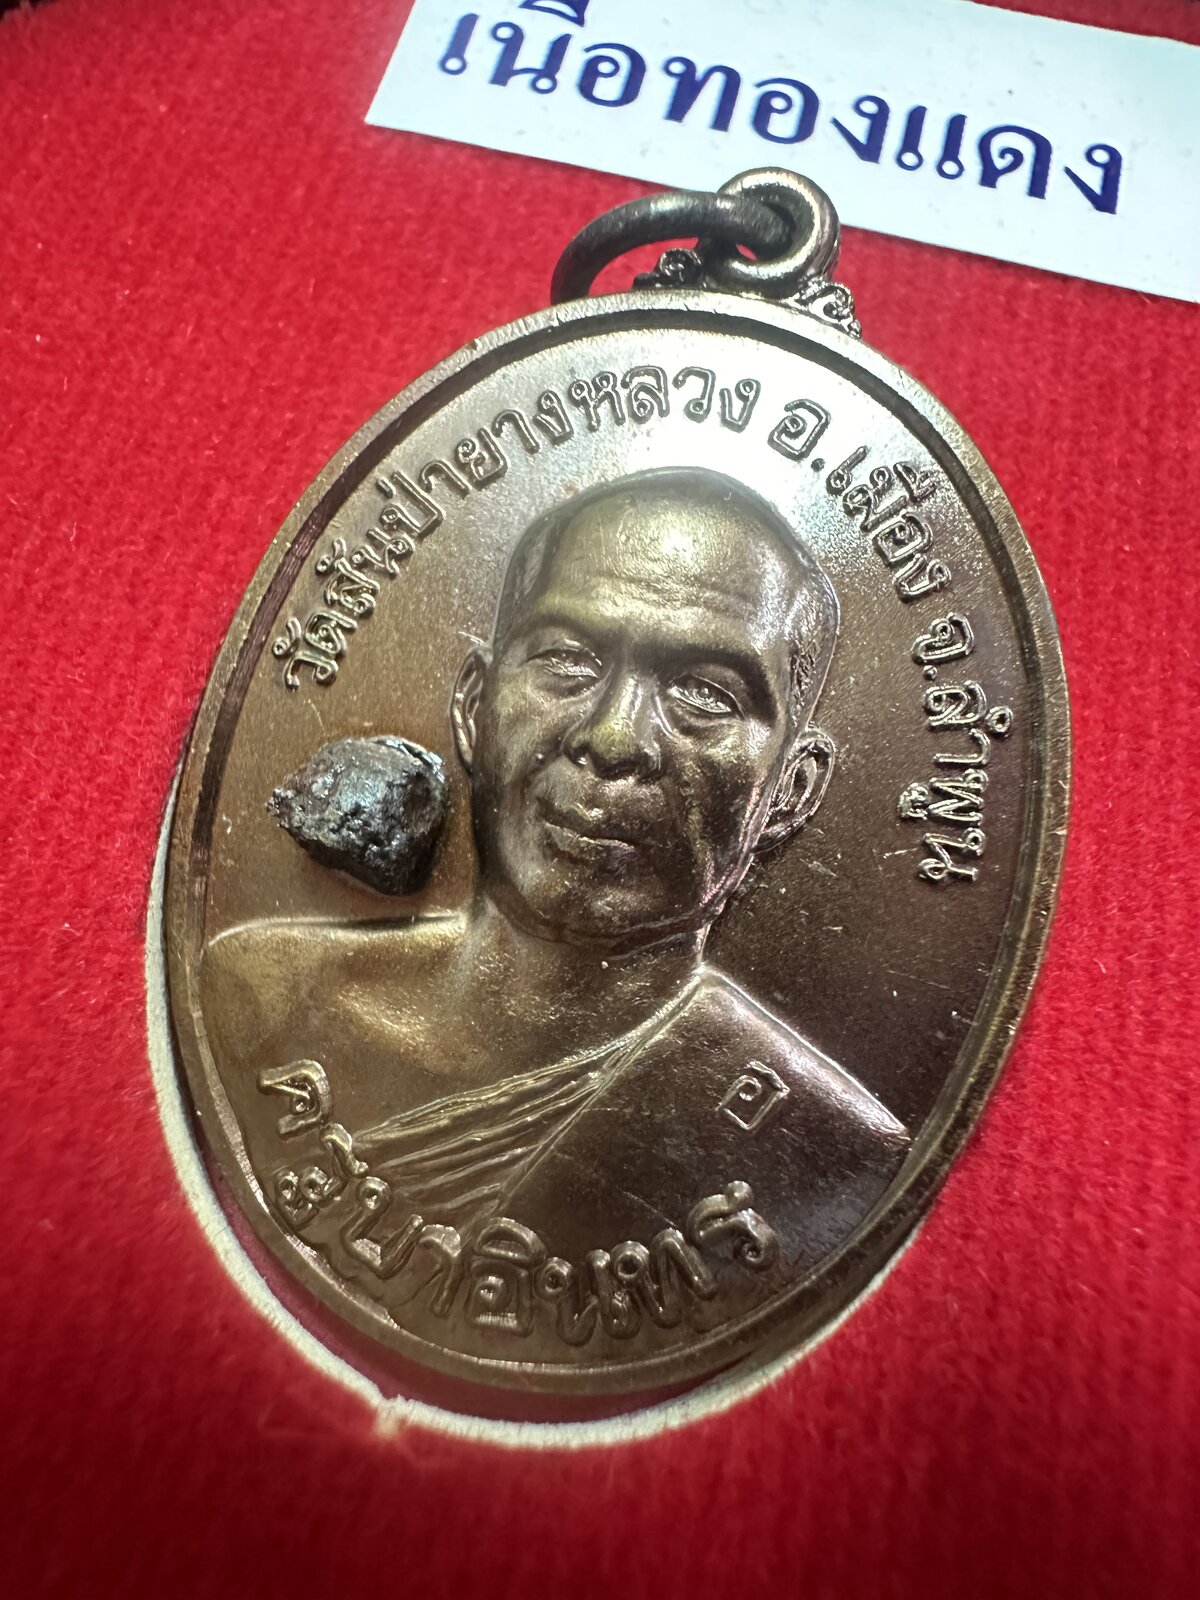 เนื้อทองแดง
วัดสันป่ายางหลวง อ.เมือง จ.ลำพูน
อ
ครูบาอินทร